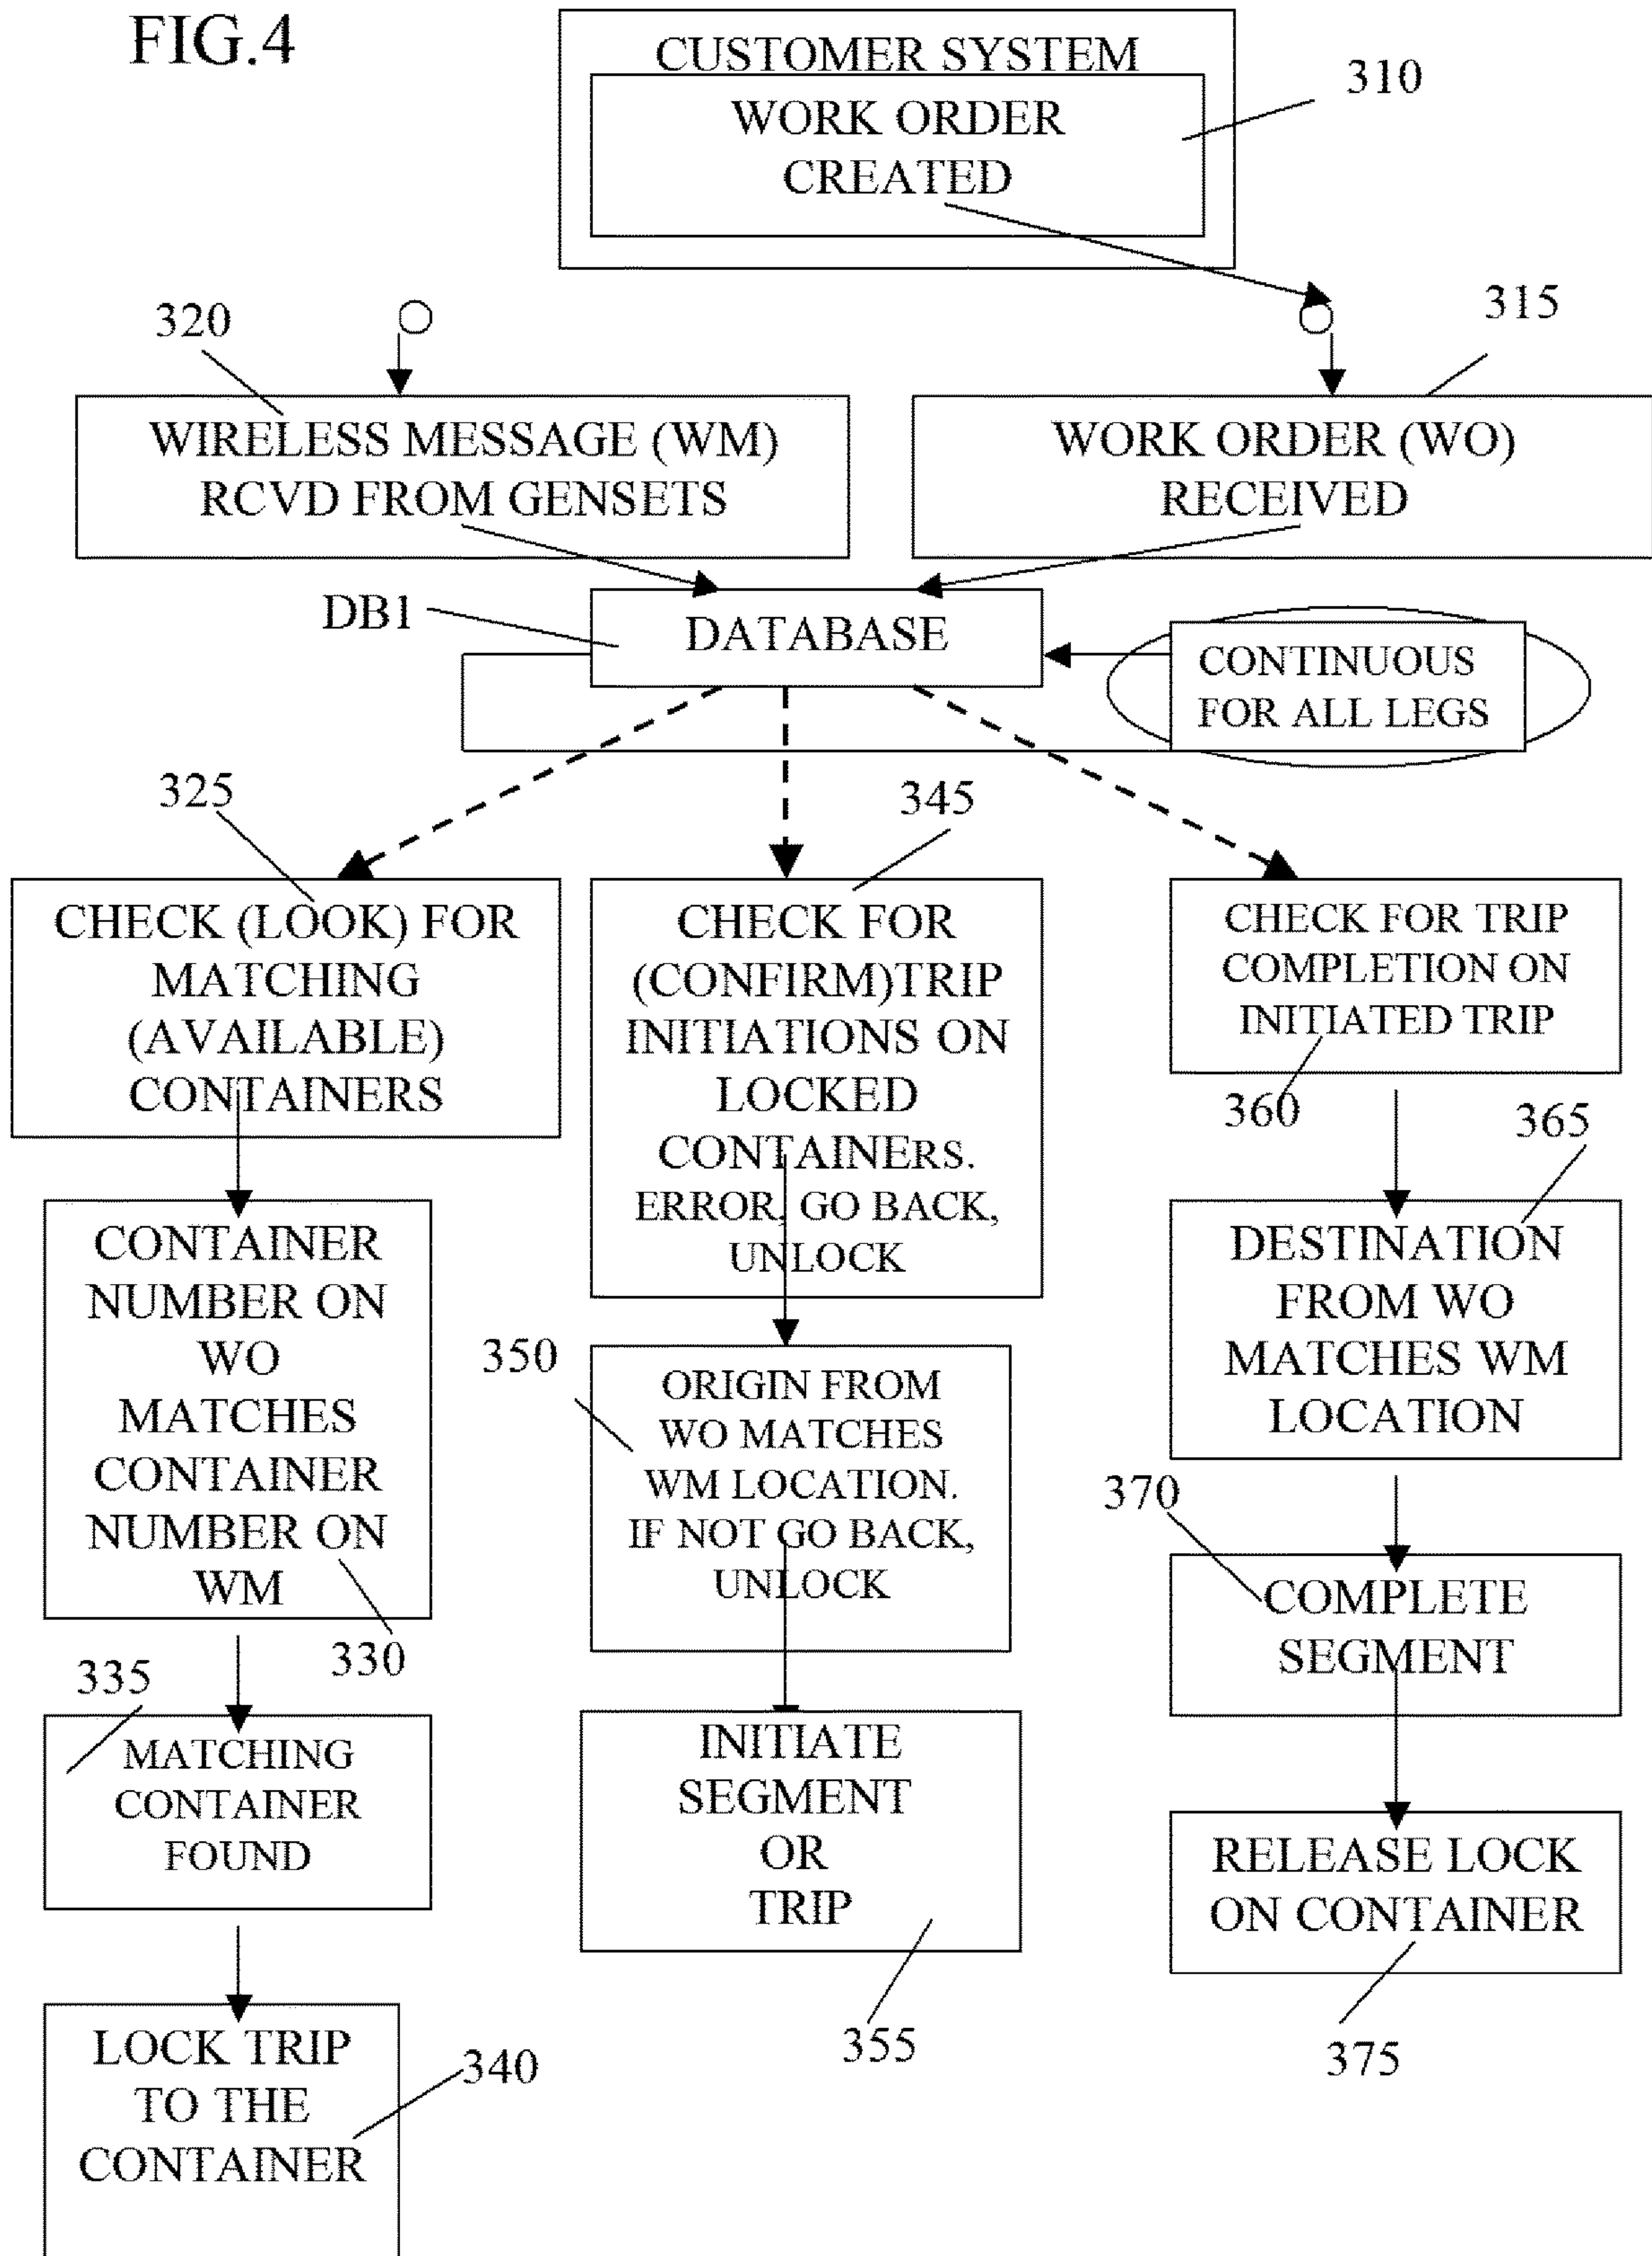 FIG.4
CUSTOMER SYSTEM
310
WORK ORDER
CREATED
320
315
WIRELESS MESSAGE (WM)
RCVD FROM GENSETS
WORK ORDER (WO)
RECEIVED
DB1
DATABASE
CONTINUOUS
FOR ALL LEGS
325
345
CHECK (LOOK) FOR
MATCHING
(AVAILABLE)
CONTAINERS
CHECK FOR
(CONFIRM)TRIP
INITIATIONS ON
LOCKED
CONTAINERS.
ERROR, GO BACK,
UNLOCK
CHECK FOR TRIP
COMPLETION ON
INITIATED TRIP
360
365
CONTAINER
NUMBER ON
WO
MATCHES
CONTAINER
NUMBER ON
WM
330
350
ORIGIN FROM
WO MATCHES
WM LOCATION.
IF NOT GO BACK,
UNLOCK
DESTINATION
FROM WO
MATCHES WM
LOCATION
370
COMPLETE
SEGMENT
335
MATCHING
CONTAINER
FOUND
INITIATE
SEGMENT
OR
TRIP
355
RELEASE LOCK
ON CONTAINER
375
LOCK TRIP
TO THE
CONTAINER
340